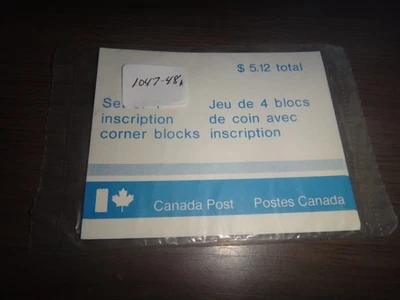 $ 5.12 total
1047-48
Set
inscription
corner blocks
Jeu de 4 blocs
de coin avec
inscription
Canada Post
Postes Canada